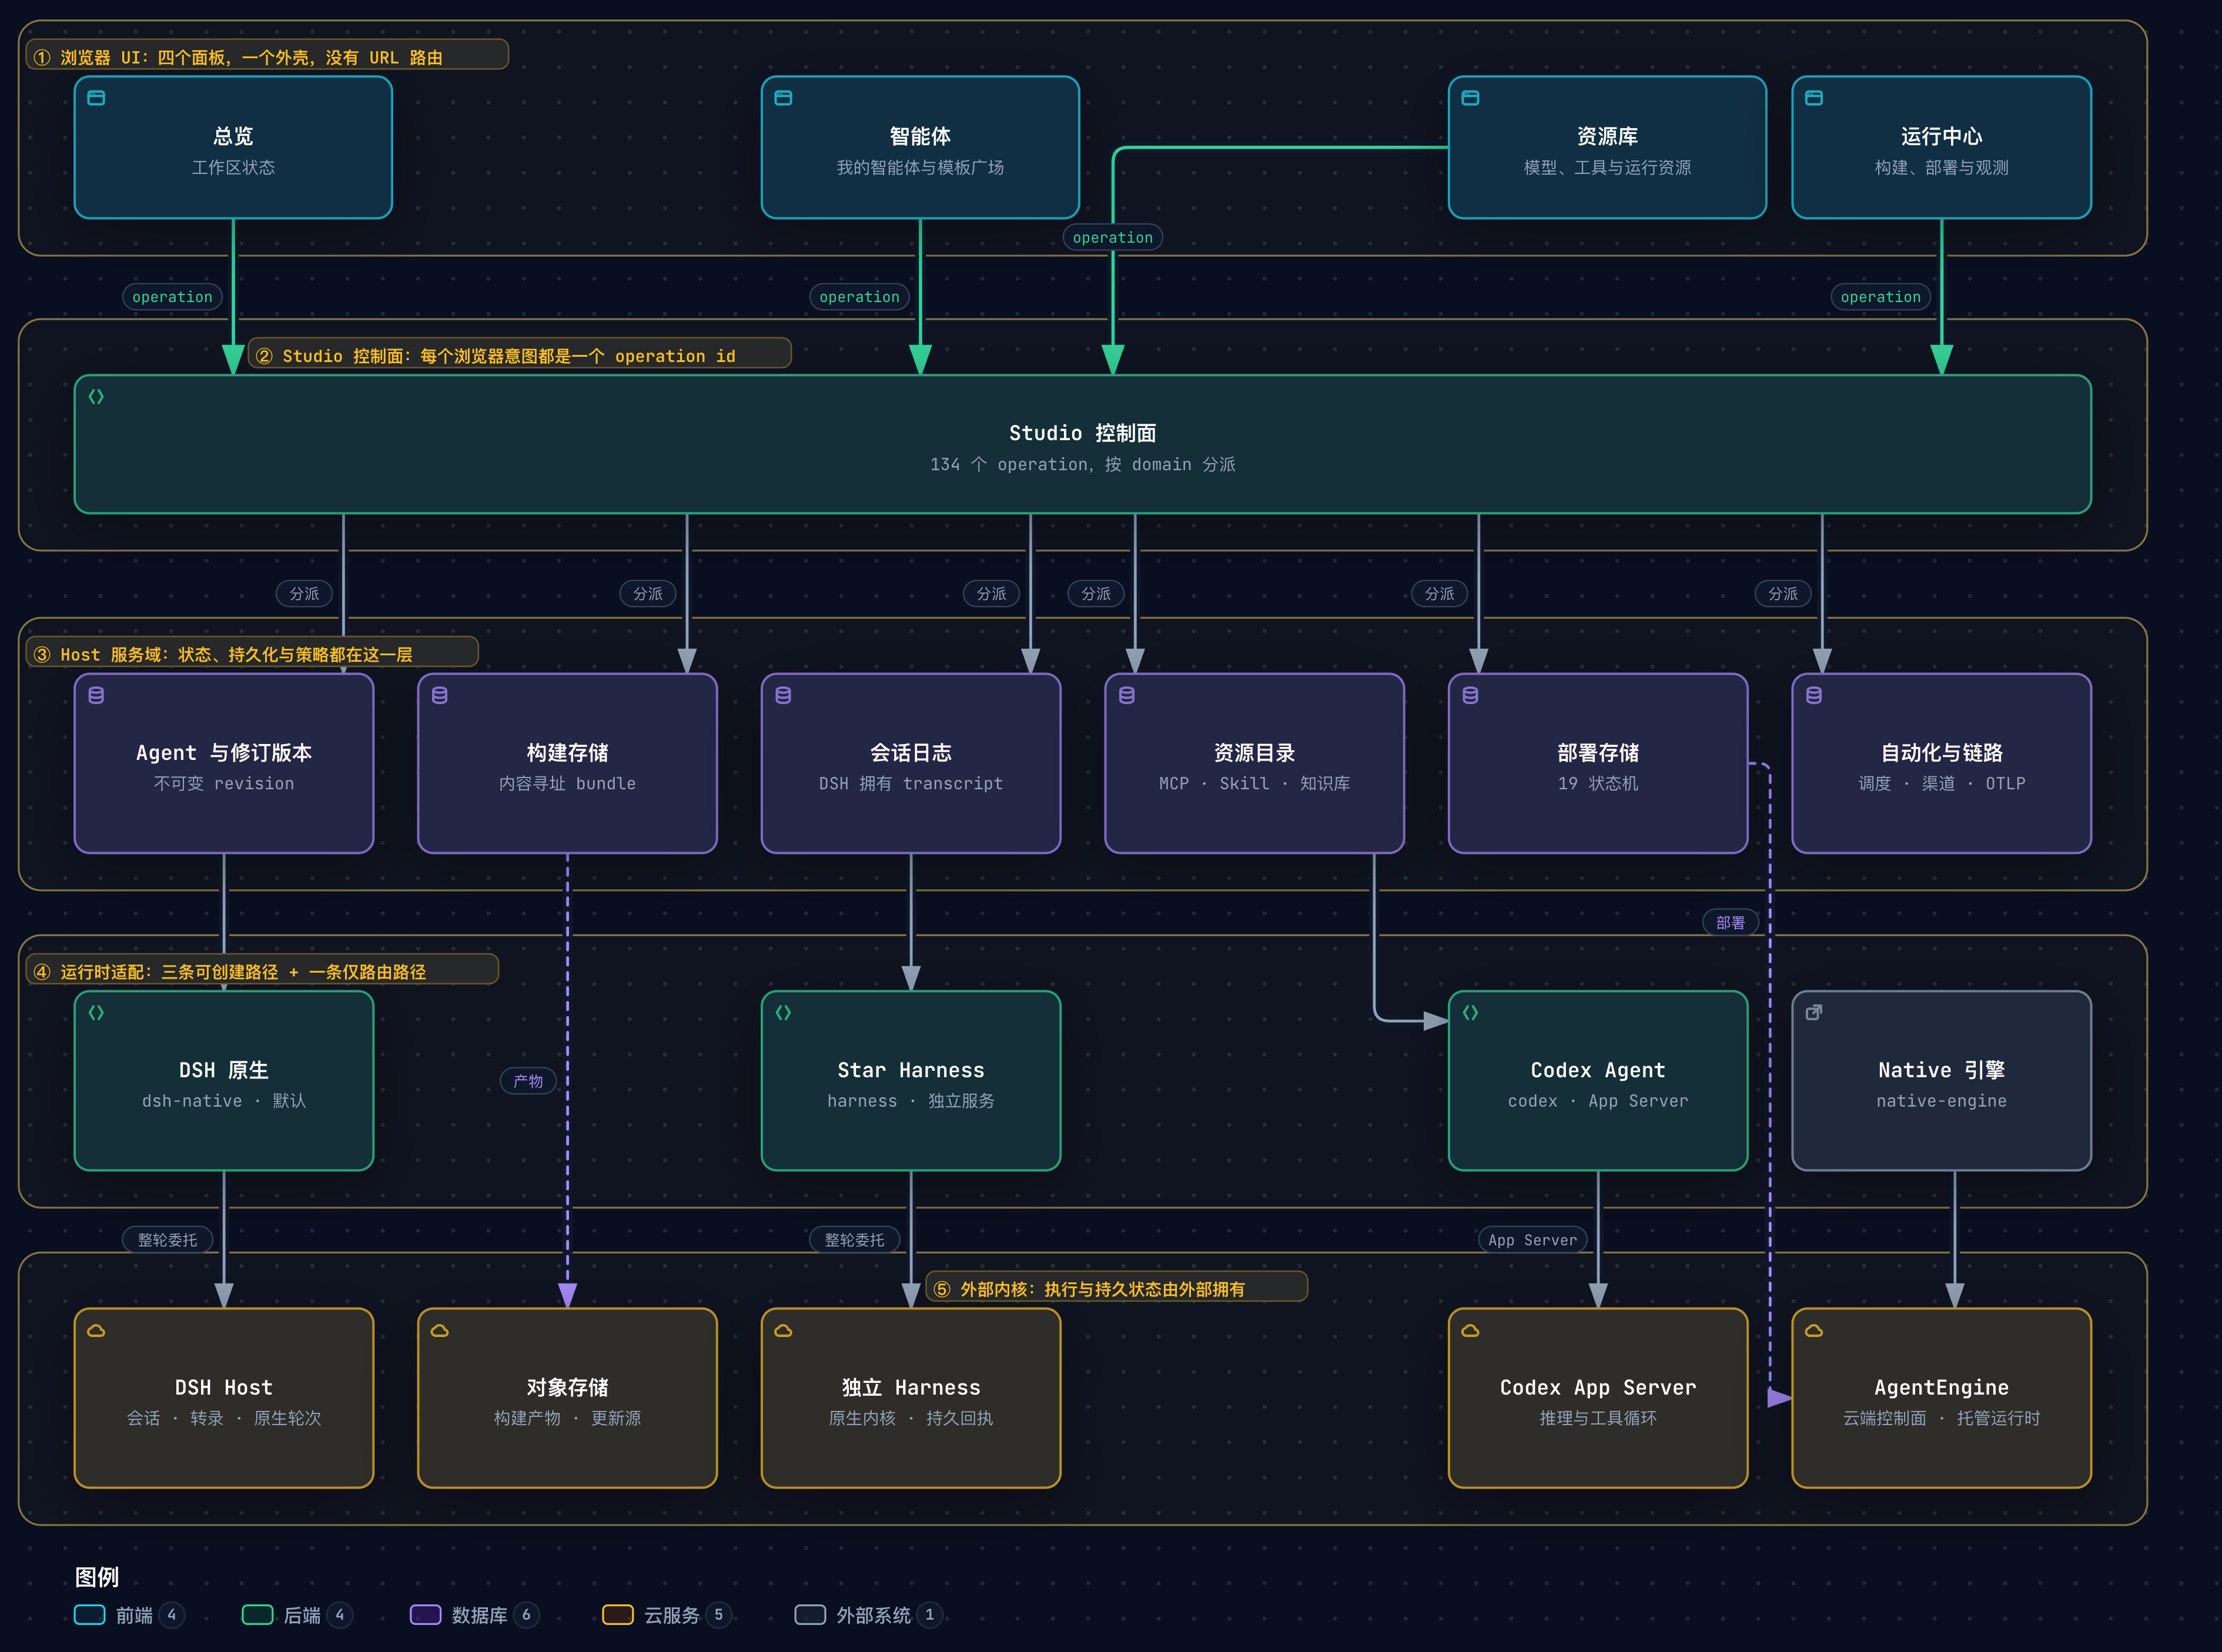 ① 浏览器 UI：四个面板，一个外壳，没有 URL 路由
总览
工作区状态
智能体
我的智能体与模板广场
资源库
模型、工具与运行资源
运行中心
构建、部署与观测
operation
operation
operation
operation
② Studio 控制面：每个浏览器意图都是一个 operation id
Studio 控制面
134 个 operation，按 domain 分派
分派
分派
分派
分派
分派
分派
③ Host 服务域：状态、持久化与策略都在这一层
Agent 与修订版本
不可变 revision
构建存储
内容寻址 bundle
会话日志
DSH 拥有 transcript
资源目录
MCP · Skill · 知识库
部署存储
19 状态机
自动化与链路
调度 · 渠道 · OTLP
部署
④ 运行时适配：三条可创建路径 + 一条仅路由路径
DSH 原生
dsh-native · 默认
产物
Star Harness
harness · 独立服务
Codex Agent
codex · App Server
Native 引擎
native-engine
整轮委托
整轮委托
App Server
⑤ 外部内核：执行与持久状态由外部拥有
DSH Host
会话 · 转录 · 原生轮次
对象存储
构建产物 · 更新源
独立 Harness
原生内核 · 持久回执
Codex App Server
推理与工具循环
AgentEngine
云端控制面 · 托管运行时
图例
前端 4
后端 4
数据库 6
云服务 5
外部系统 1